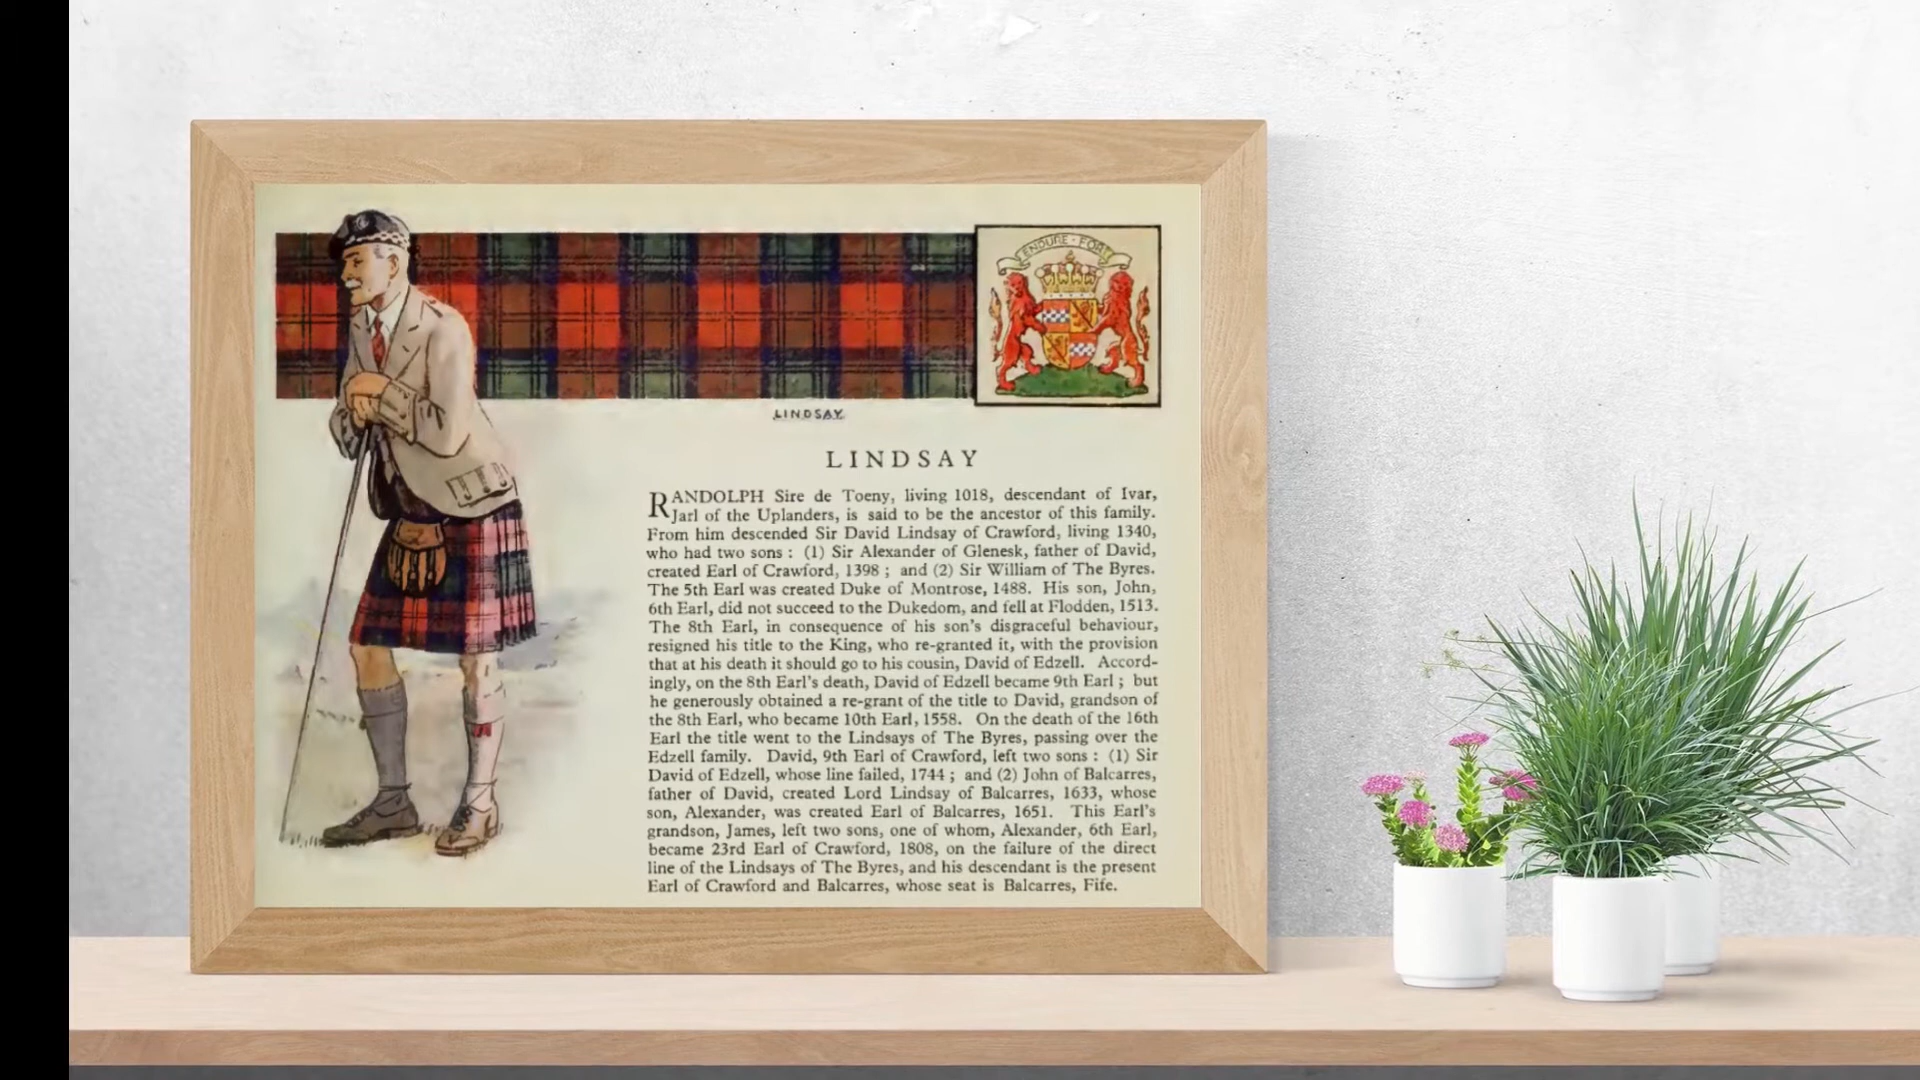 ENDURE · FORT
LINDSAY
LINDSAY
RANDOLPH Sire de Toeny, living 1018, descendant of Ivar,
Jarl of the Uplanders, is said to be the ancestor of this family.
From him descended Sir David Lindsay of Crawford, living 1340,
who had two sons : (1) Sir Alexander of Glenesk, father of David,
created Earl of Crawford, 1398 ; and (2) Sir William of The Byres.
The 5th Earl was created Duke of Montrose, 1488. His son, John,
6th Earl, did not succeed to the Dukedom, and fell at Flodden, 1513.
The 8th Earl, in consequence of his son's disgraceful behaviour,
resigned his title to the King, who re-granted it, with the provision
that at his death it should go to his cousin, David of Edzell. Accord-
ingly, on the 8th Earl's death, David of Edzell became 9th Earl ; but
he generously obtained a re-grant of the title to David, grandson of
the 8th Earl, who became 10th Earl, 1558. On the death of the 16th
Earl the title went to the Lindsays of The Byres, passing over the
Edzell family. David, 9th Earl of Crawford, left two sons : (1) Sir
David of Edzell, whose line failed, 1744 ; and (2) John of Balcarres,
father of David, created Lord Lindsay of Balcarres, 1633, whose
son, Alexander, was created Earl of Balcarres, 1651. This Earl's
grandson, James, left two sons, one of whom, Alexander, 6th Earl,
became 23rd Earl of Crawford, 1808, on the failure of the direct
line of the Lindsays of The Byres, and his descendant is the present
Earl of Crawford and Balcarres, whose seat is Balcarres, Fife.